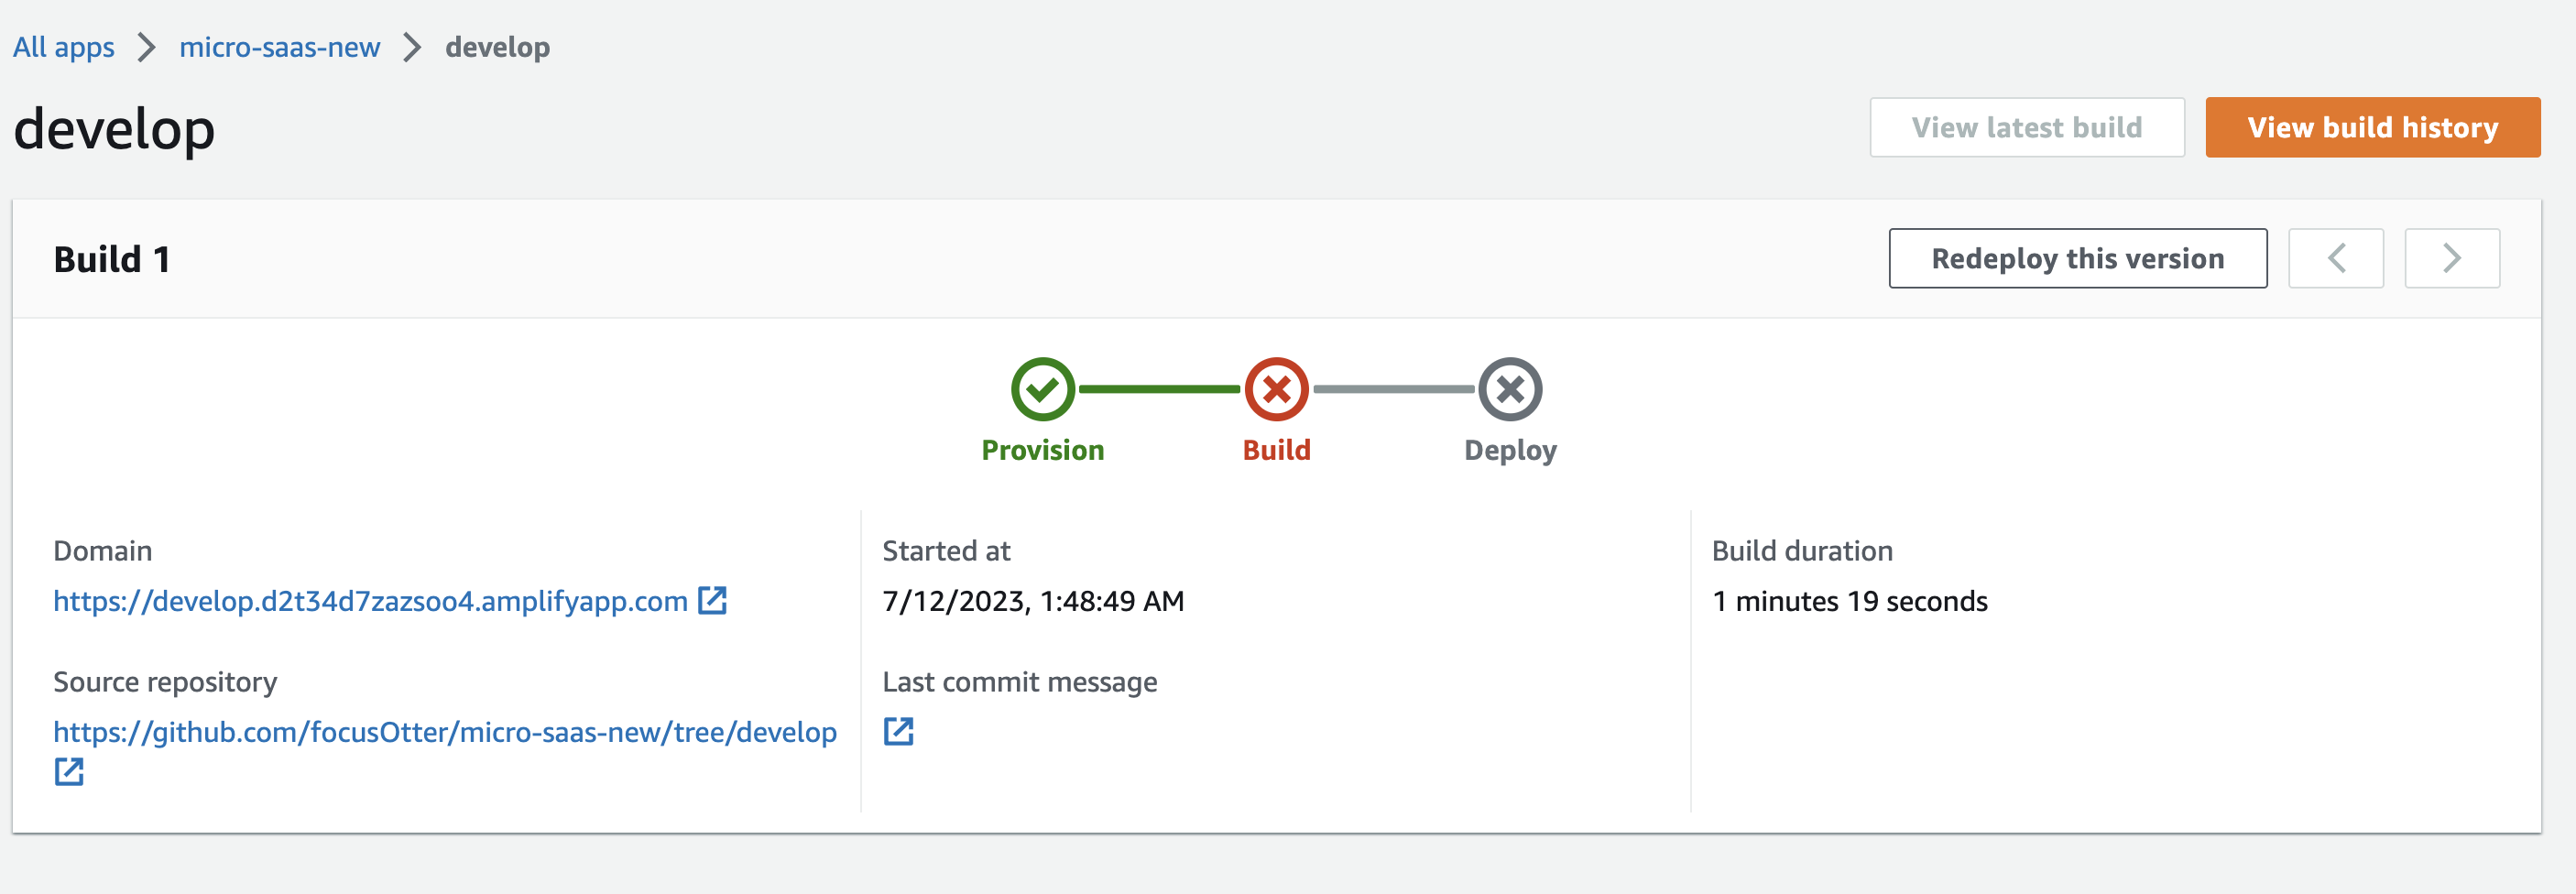 All apps > micro-saas-new > develop
develop
View latest build
View build history
Build 1
Redeploy this version
Provision
Build
Deploy
Domain
https://develop.d2t34d7zazsoo4.amplifyapp.com
Started at
7/12/2023, 1:48:49 AM
Build duration
1 minutes 19 seconds
Source repository
https://github.com/focusOtter/micro-saas-new/tree/develop
Last commit message